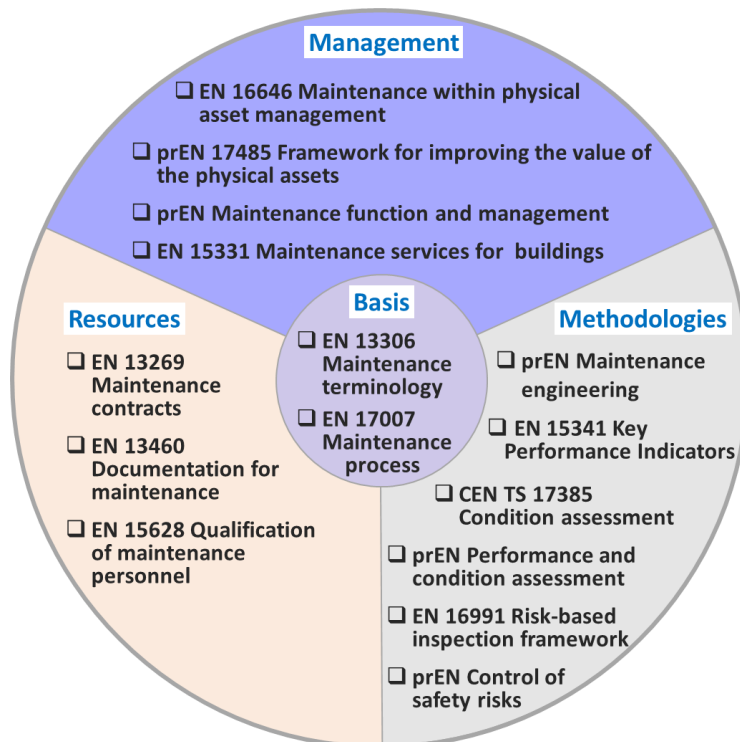 Management
❑ EN 16646 Maintenance within physical
asset management
❑ prEN 17485 Framework for improving the value of
the physical assets
❑ prEN Maintenance function and management
❑ EN 15331 Maintenance services for buildings
Resources
❑ EN 13269
Maintenance
contracts
❑ EN 13460
Documentation for
maintenance
❑ EN 15628 Qualification
of maintenance
personnel
Basis
❑ EN 13306
Maintenance
terminology
❑ EN 17007
Maintenance
process
Methodologies
❑ prEN Maintenance
engineering
❑ EN 15341 Key
Performance Indicators
❑ CEN TS 17385
Condition assessment
❑ prEN Performance and
condition assessment
❑ EN 16991 Risk-based
inspection framework
❑ prEN Control of
safety risks